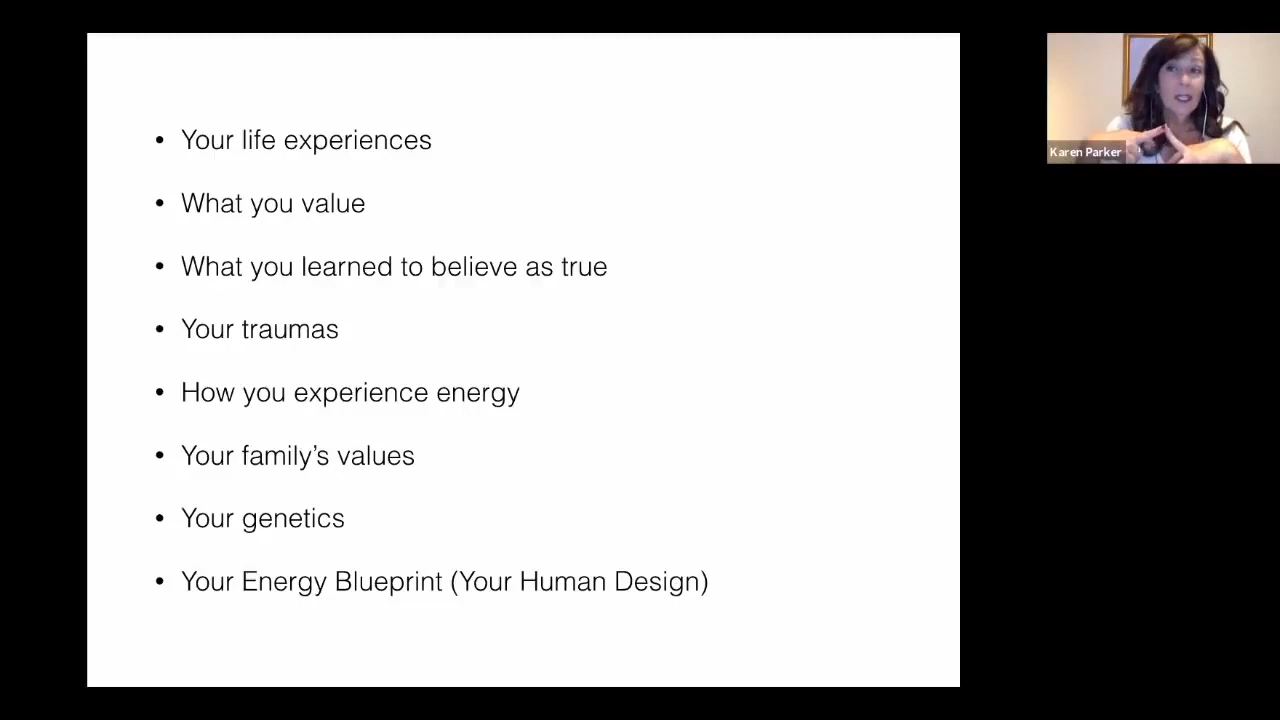 • Your life experiences
• What you value
• What you learned to believe as true
• Your traumas
• How you experience energy
• Your family’s values
• Your genetics
• Your Energy Blueprint (Your Human Design)
Karen Parker